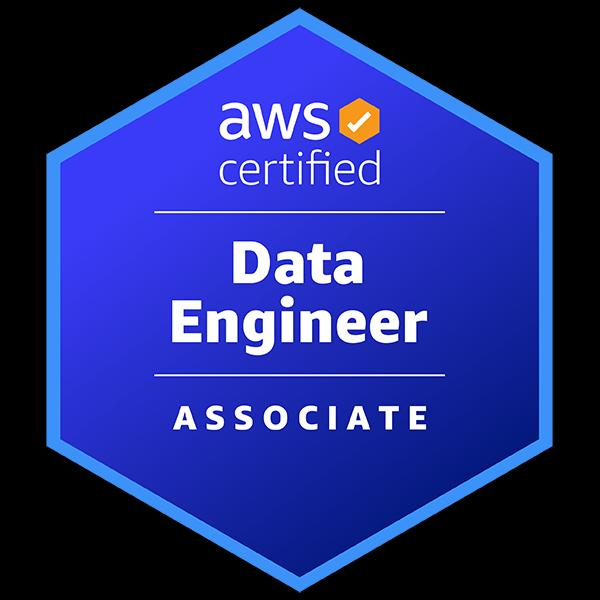 aws
certified
Data
Engineer
ASSOCIATE